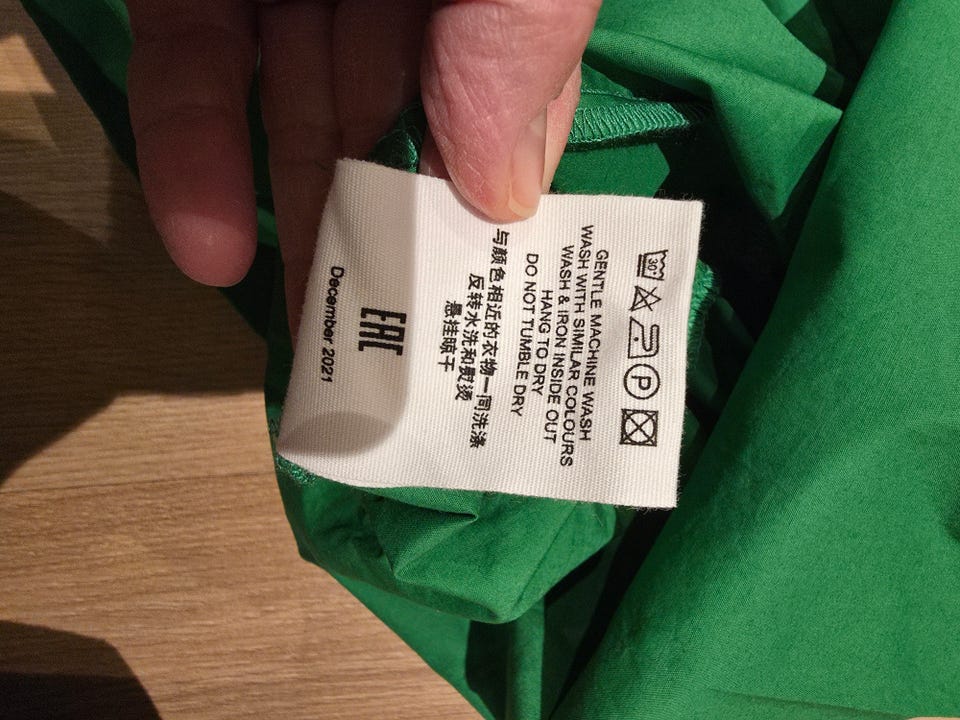 30°
P
GENTLE MACHINE WASH
WASH WITH SIMILAR COLOURS
WASH & IRON INSIDE OUT
HANG TO DRY
DO NOT TUMBLE DRY
与颜色相近的衣物一同洗涤
反转水洗和熨烫
悬挂晾干
EAC
December 2021